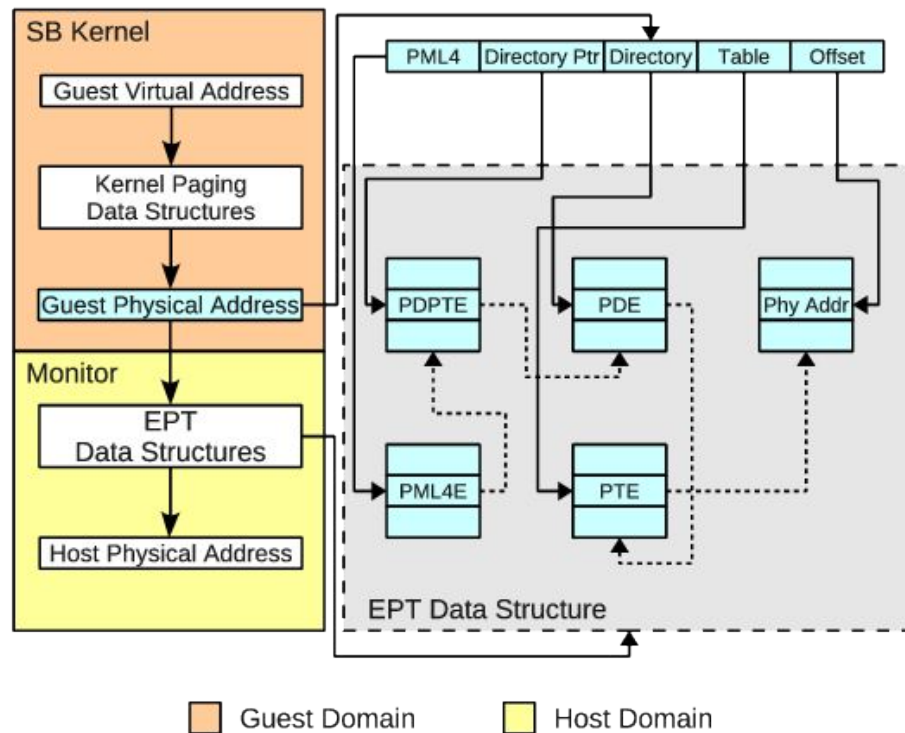 SB Kernel
Guest Virtual Address
Kernel Paging
Data Structures
Guest Physical Address
Monitor
EPT
Data Structures
Host Physical Address
PML4 Directory Ptr Directory Table Offset
PDPTE PDE Phy Addr
PML4E PTE
EPT Data Structure
Guest Domain Host Domain